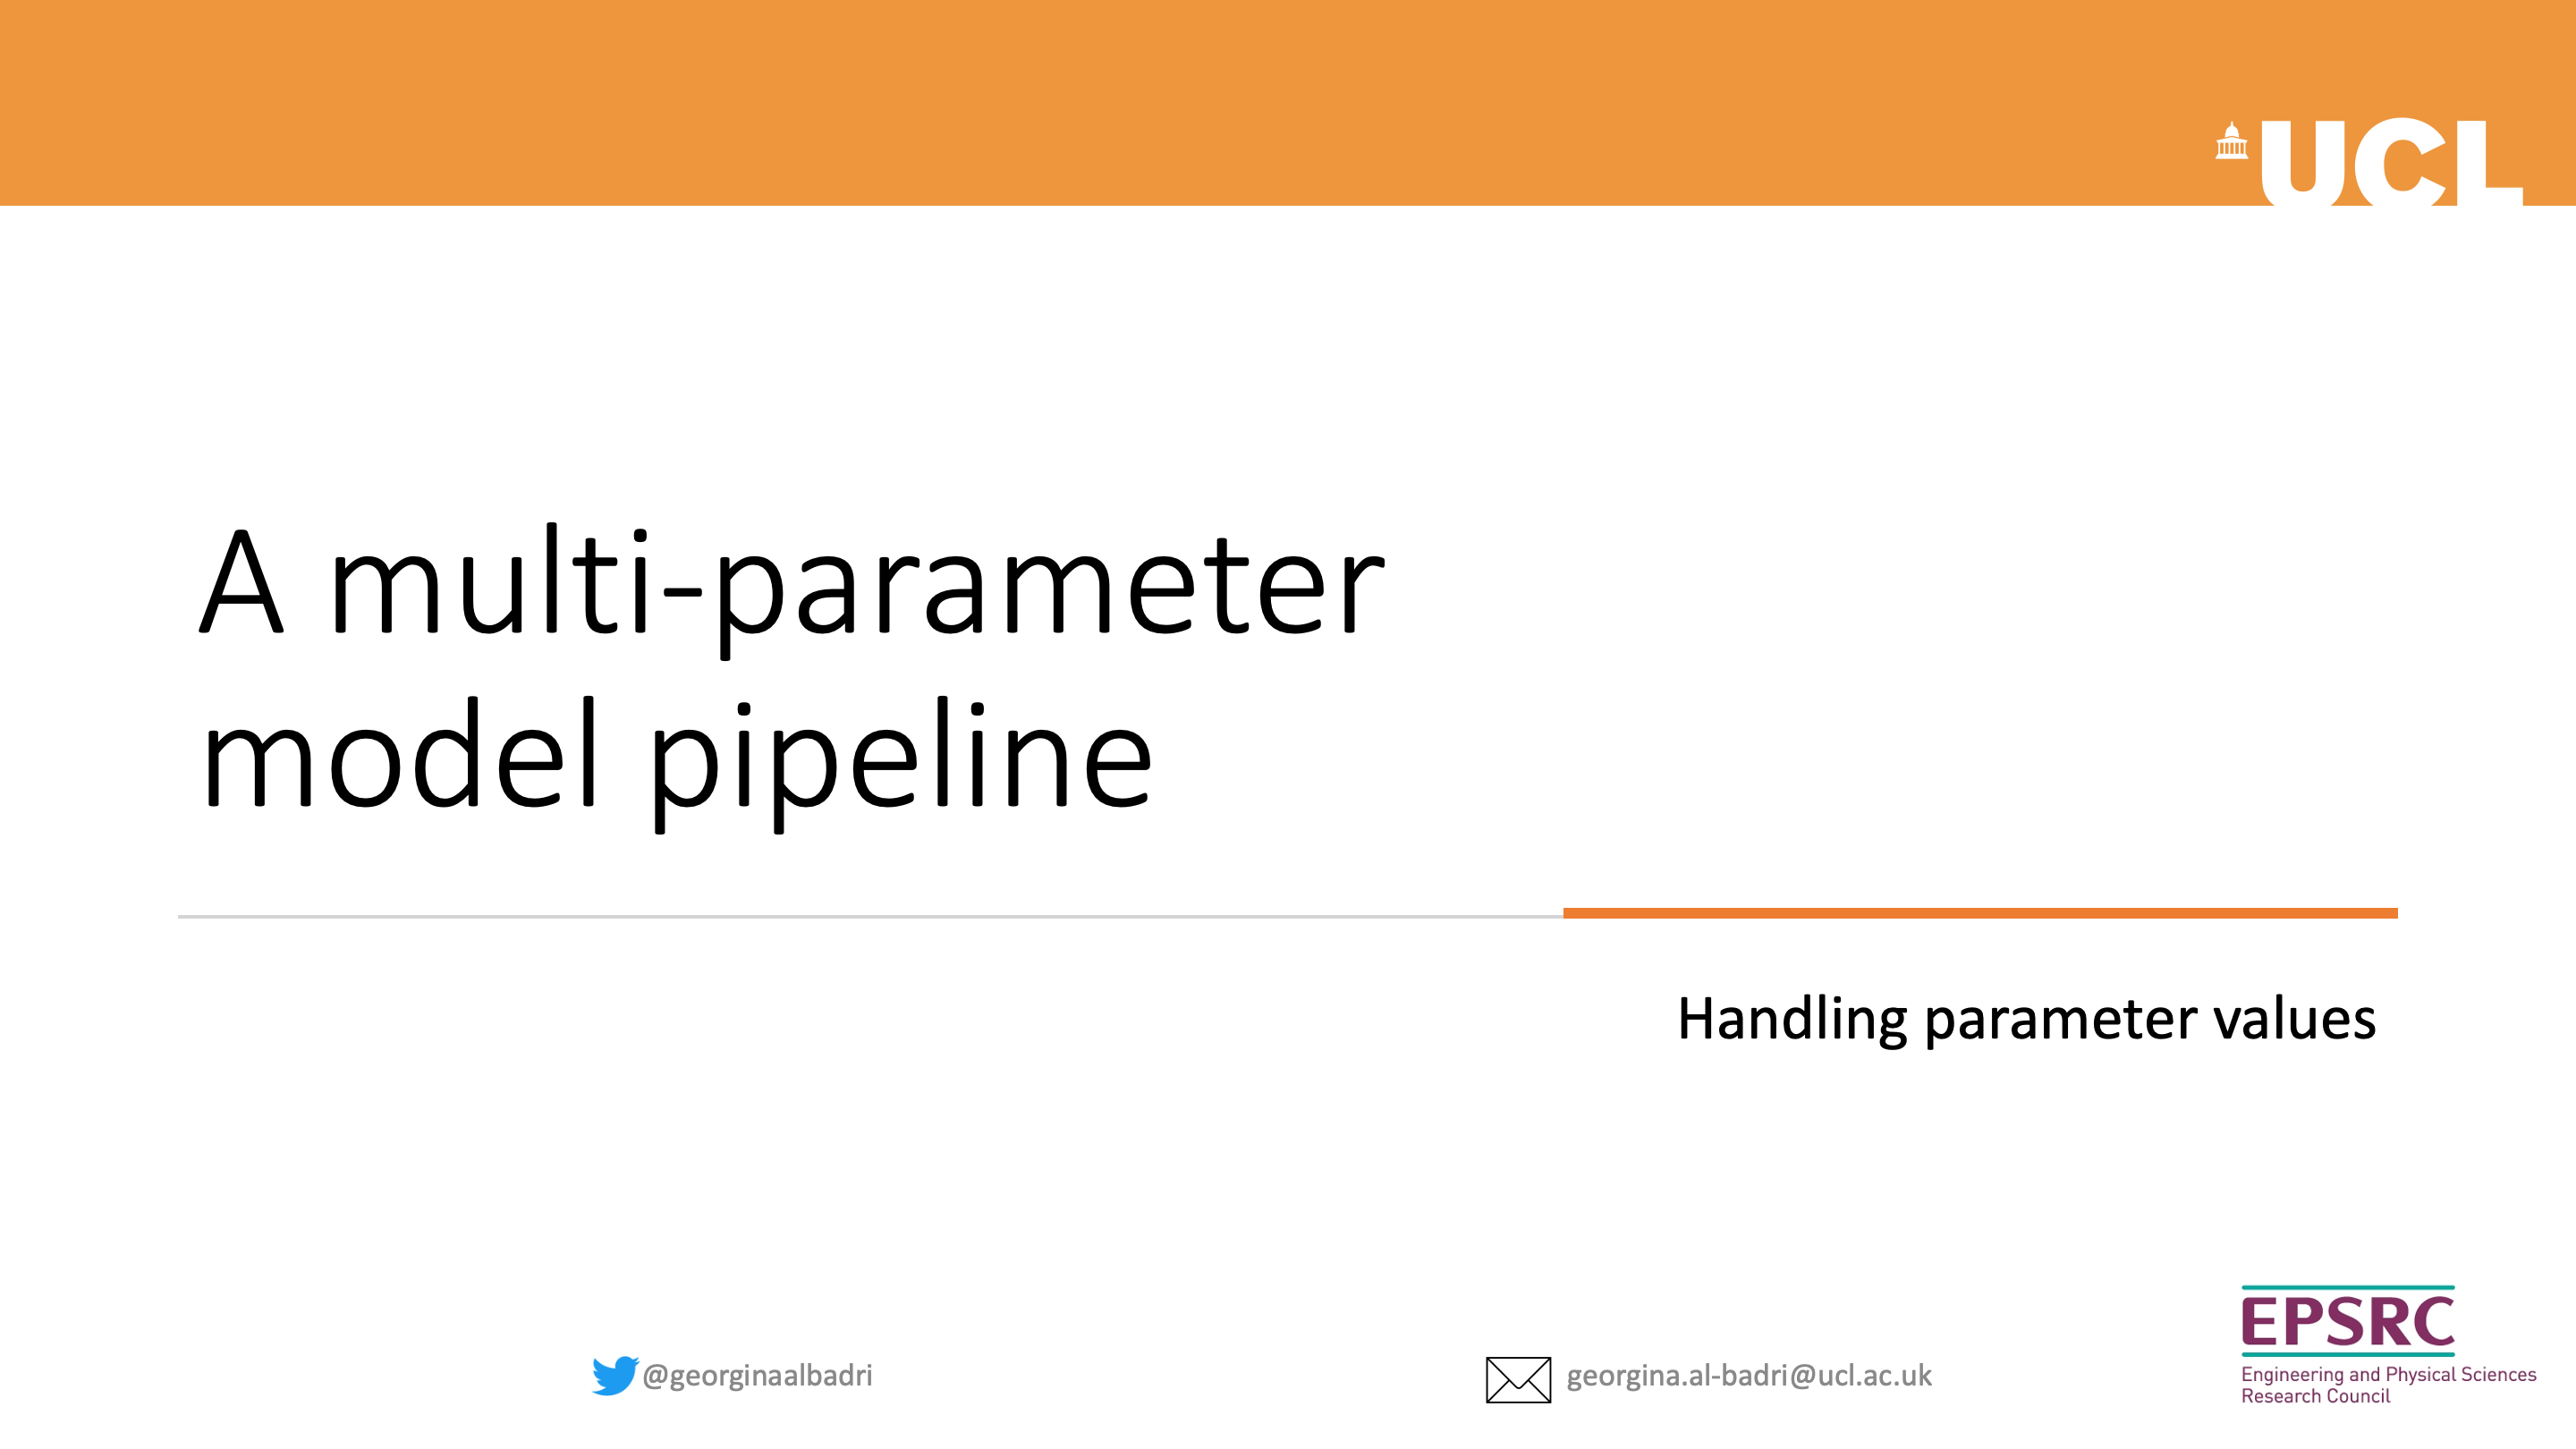 UCL
A multi-parameter
model pipeline
Handling parameter values
@georginaalbadri
georgina.al-badri@ucl.ac.uk
EPSRC
Engineering and Physical Sciences
Research Council